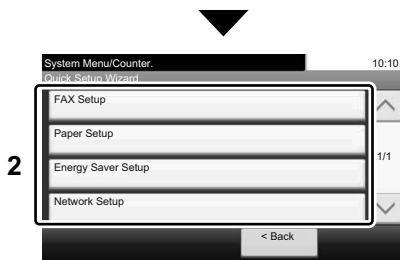 System Menu/Counter.
10:10
Quick Setup Wizard
FAX Setup
Paper Setup
2
1/1
Energy Saver Setup
Network Setup
< Back